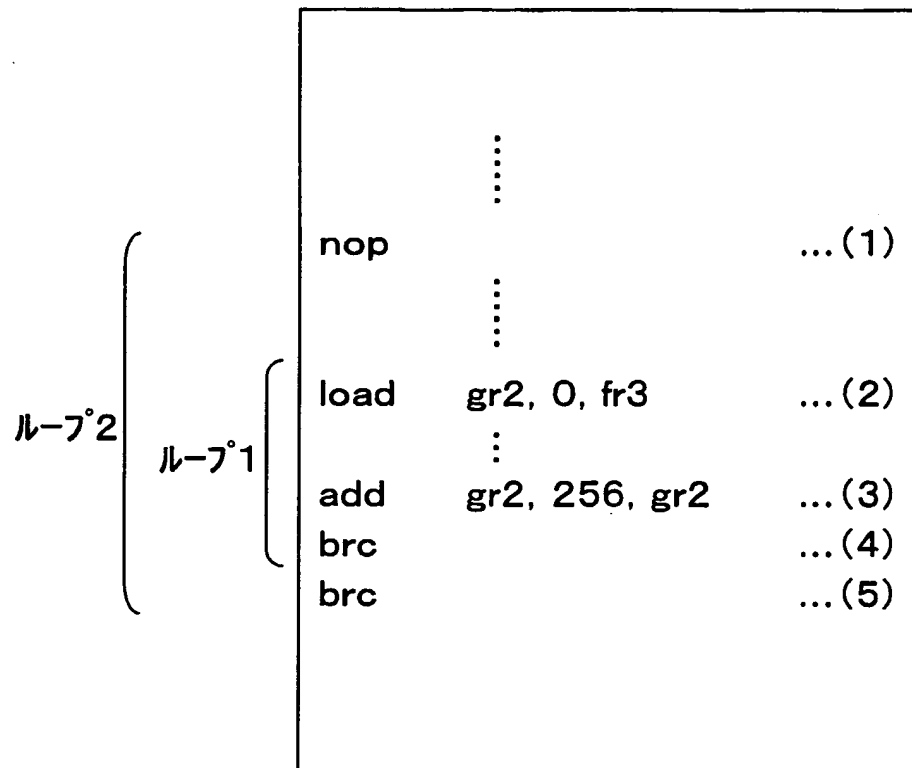 nop ...(1)
load gr2, 0, fr3 ...(2)
ループ2
ループ1
add gr2, 256, gr2 ...(3)
brc ...(4)
brc ...(5)